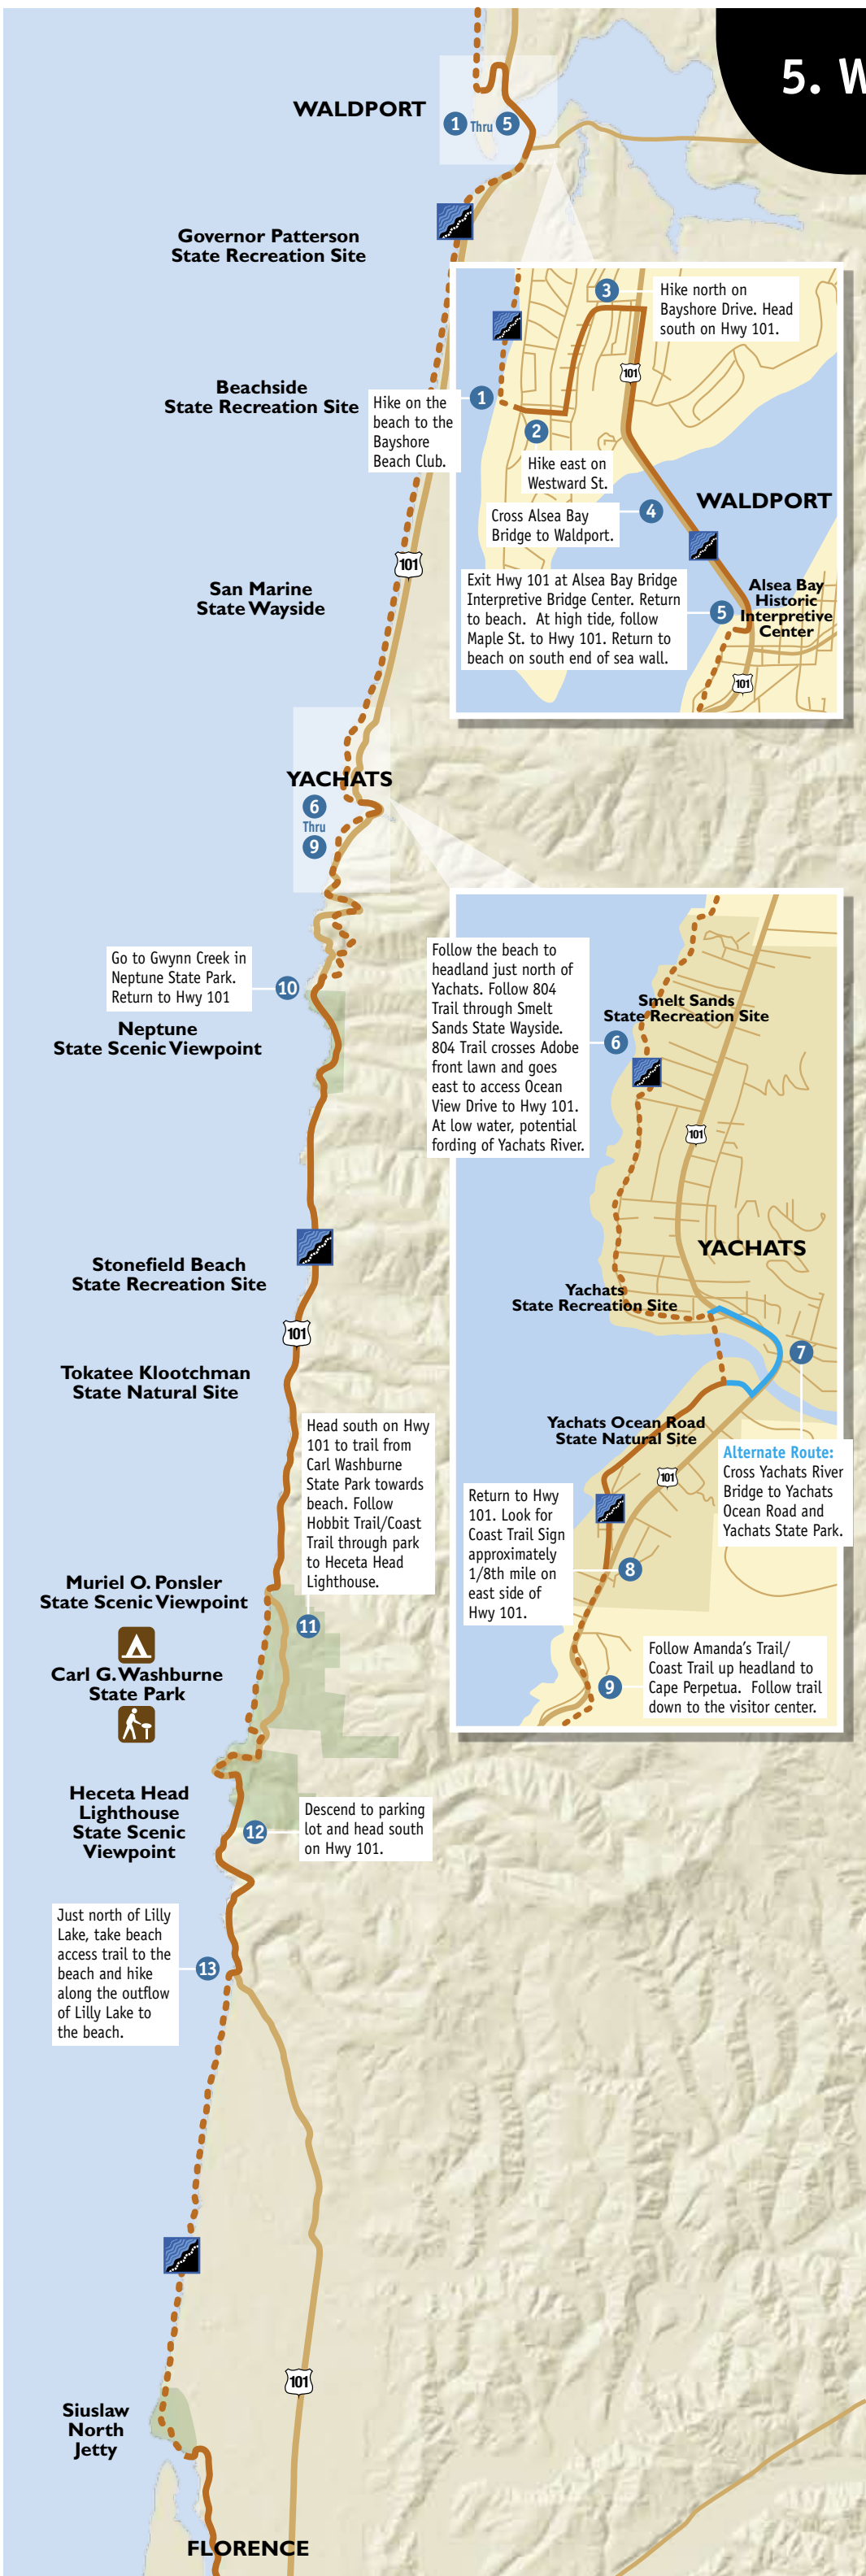 5. W
WALDPORT
1 Thru 5
Governor Patterson
State Recreation Site
3
Hike north on
Bayshore Drive. Head
south on Hwy 101.
101
Beachside
State Recreation Site
Hike on the
beach to the
Bayshore
Beach Club.
1
2
Hike east on
Westward St.
WALDPORT
Cross Alsea Bay
Bridge to Waldport.
4
101
San Marine
State Wayside
Exit Hwy 101 at Alsea Bay Bridge
Interpretive Bridge Center. Return
to beach. At high tide, follow
Maple St. to Hwy 101. Return to
beach on south end of sea wall.
5
Alsea Bay
Historic
Interpretive
Center
101
YACHATS
6
Thru
9
Go to Gwynn Creek in
Neptune State Park.
Return to Hwy 101
10
Neptune
State Scenic Viewpoint
Follow the beach to
headland just north of
Yachats. Follow 804
Trail through Smelt
Sands State Wayside.
804 Trail crosses Adobe
front lawn and goes
east to access Ocean
View Drive to Hwy 101.
At low water, potential
fording of Yachats River.
Smelt Sands
State Recreation Site
6
101
YACHATS
Stonefield Beach
State Recreation Site
Yachats
State Recreation Site
101
7
Tokatee Klootchman
State Natural Site
Yachats Ocean Road
State Natural Site
Alternate Route:
Cross Yachats River
Bridge to Yachats
Ocean Road and
Yachats State Park.
101
Head south on Hwy
101 to trail from
Carl Washburne
State Park towards
beach. Follow
Hobbit Trail/Coast
Trail through park
to Heceta Head
Lighthouse.
Return to Hwy
101. Look for
Coast Trail Sign
approximately
1/8th mile on
east side of
Hwy 101.
8
Muriel O. Ponsler
State Scenic Viewpoint
11
Carl G. Washburne
State Park
Follow Amanda's Trail/
Coast Trail up headland to
Cape Perpetua. Follow trail
down to the visitor center.
9
Heceta Head
Lighthouse
State Scenic
Viewpoint
12
Descend to parking
lot and head south
on Hwy 101.
Just north of Lilly
Lake, take beach
access trail to the
beach and hike
along the outflow
of Lilly Lake to
the beach.
13
101
Siuslaw
North
Jetty
FLORENCE